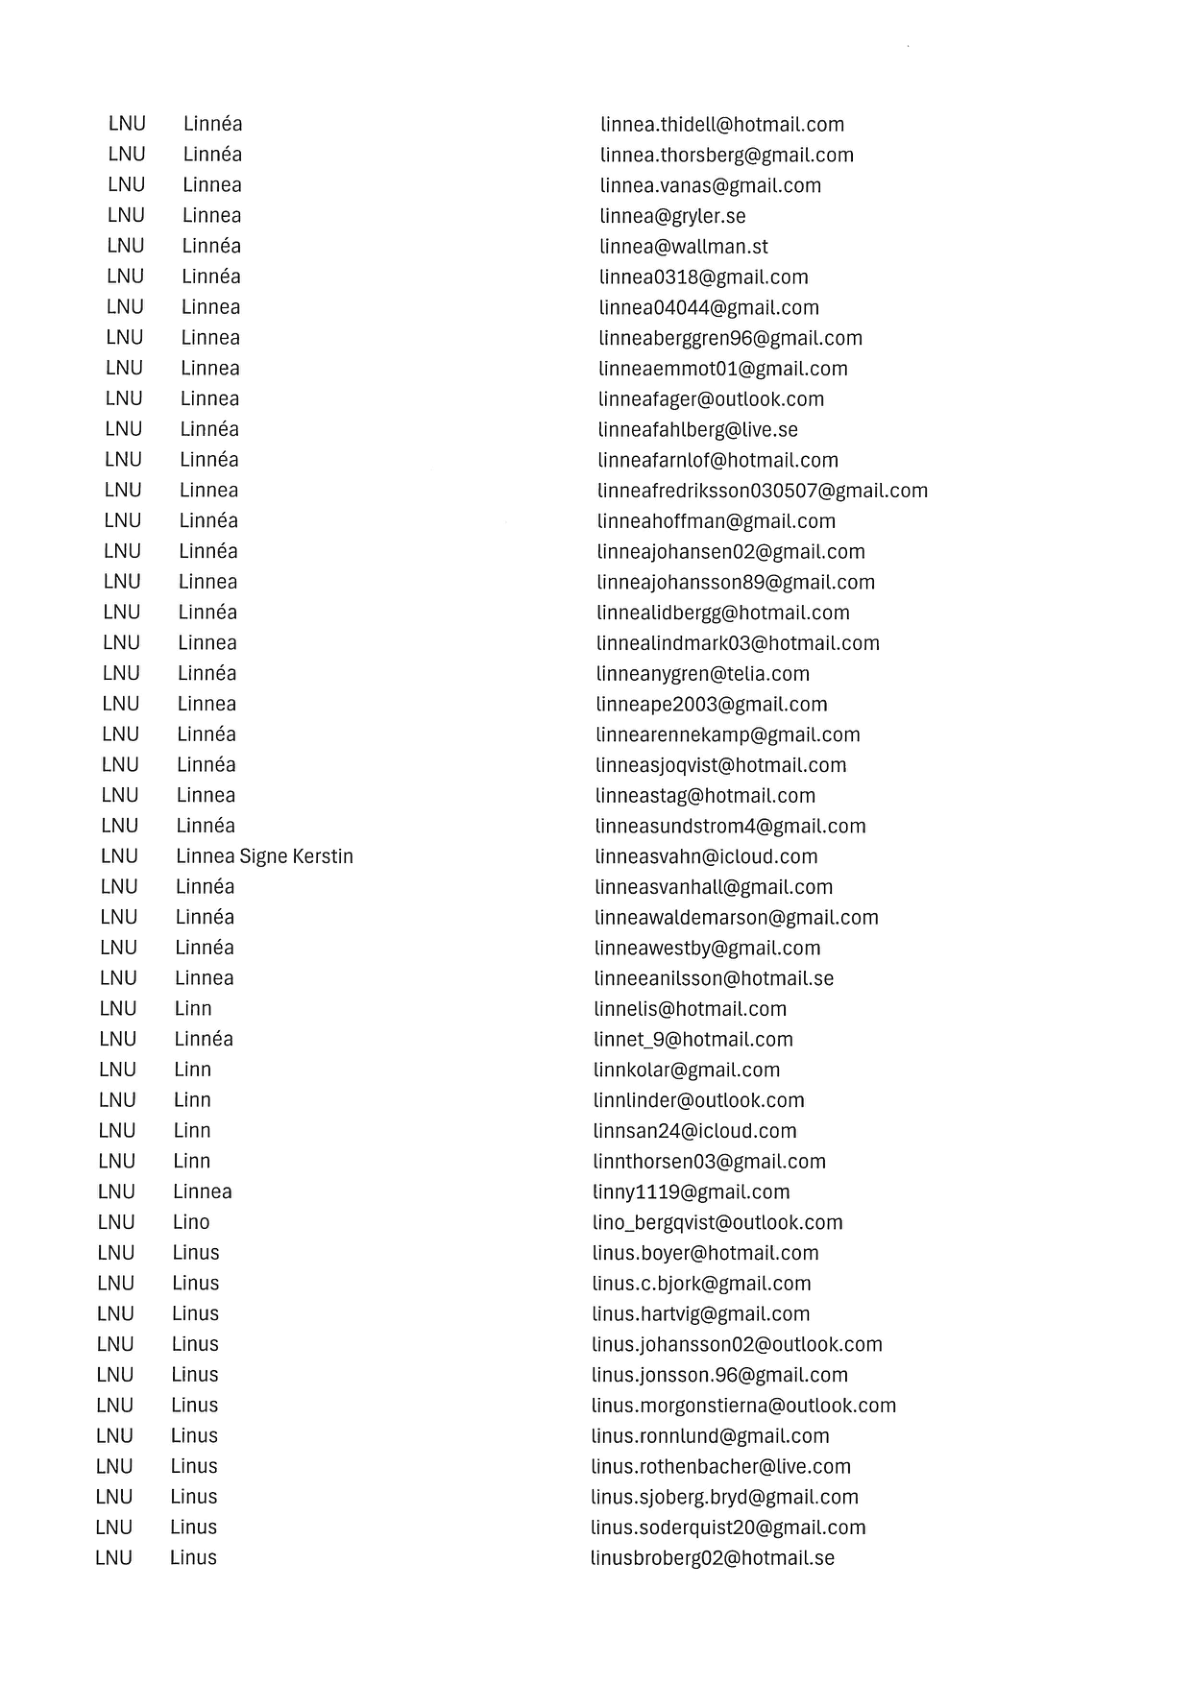 LNU Linnéa linnea.thidell@hotmail.com
LNU Linnéa linnea.thorsberg@gmail.com
LNU Linnea linnea.vanas@gmail.com
LNU Linnea linnea@gryler.se
LNU Linnéa linnea@wallman.st
LNU Linnéa linnea0318@gmail.com
LNU Linnea linnea04044@gmail.com
LNU Linnea linneaberggren96@gmail.com
LNU Linnea linneaemmot01@gmail.com
LNU Linnea linneafager@outlook.com
LNU Linnéa linneafahlberg@live.se
LNU Linnéa linneafarnlof@hotmail.com
LNU Linnea linneafredriksson030507@gmail.com
LNU Linnéa linneahoffman@gmail.com
LNU Linnéa linneajohansen02@gmail.com
LNU Linnea linneajohansson89@gmail.com
LNU Linnéa linnealidbergg@hotmail.com
LNU Linnea linnealindmark03@hotmail.com
LNU Linnéa linneanygren@telia.com
LNU Linnea linneape2003@gmail.com
LNU Linnéa linnearennekamp@gmail.com
LNU Linnéa linneasjoqvist@hotmail.com
LNU Linnea linneastag@hotmail.com
LNU Linnéa linneasundstrom4@gmail.com
LNU Linnea Signe Kerstin linneasvahn@icloud.com
LNU Linnéa linneasvanhall@gmail.com
LNU Linnéa linneawaldemarson@gmail.com
LNU Linnéa linneawestby@gmail.com
LNU Linnea linneeanilsson@hotmail.se
LNU Linn linnelis@hotmail.com
LNU Linnéa linnet_9@hotmail.com
LNU Linn linnkolar@gmail.com
LNU Linn linnlinder@outlook.com
LNU Linn linnsan24@icloud.com
LNU Linn linnthorsen03@gmail.com
LNU Linnea linny1119@gmail.com
LNU Lino lino_bergqvist@outlook.com
LNU Linus linus.boyer@hotmail.com
LNU Linus linus.c.bjork@gmail.com
LNU Linus linus.hartvig@gmail.com
LNU Linus linus.johansson02@outlook.com
LNU Linus linus.jonsson.96@gmail.com
LNU Linus linus.morgonstierna@outlook.com
LNU Linus linus.ronnlund@gmail.com
LNU Linus linus.rothenbacher@live.com
LNU Linus linus.sjoberg.bryd@gmail.com
LNU Linus linus.soderquist20@gmail.com
LNU Linus linusbroberg02@hotmail.se